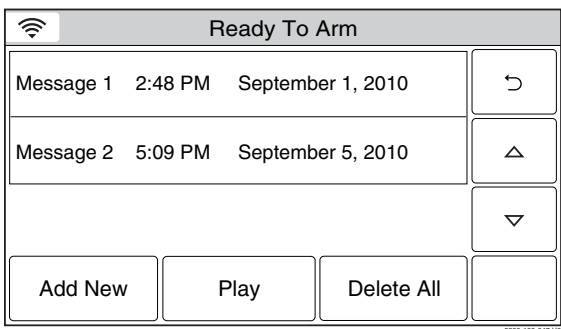 Ready To Arm
Message 1 2:48 PM September 1, 2010
Message 2 5:09 PM September 5, 2010
Add New Play Delete All